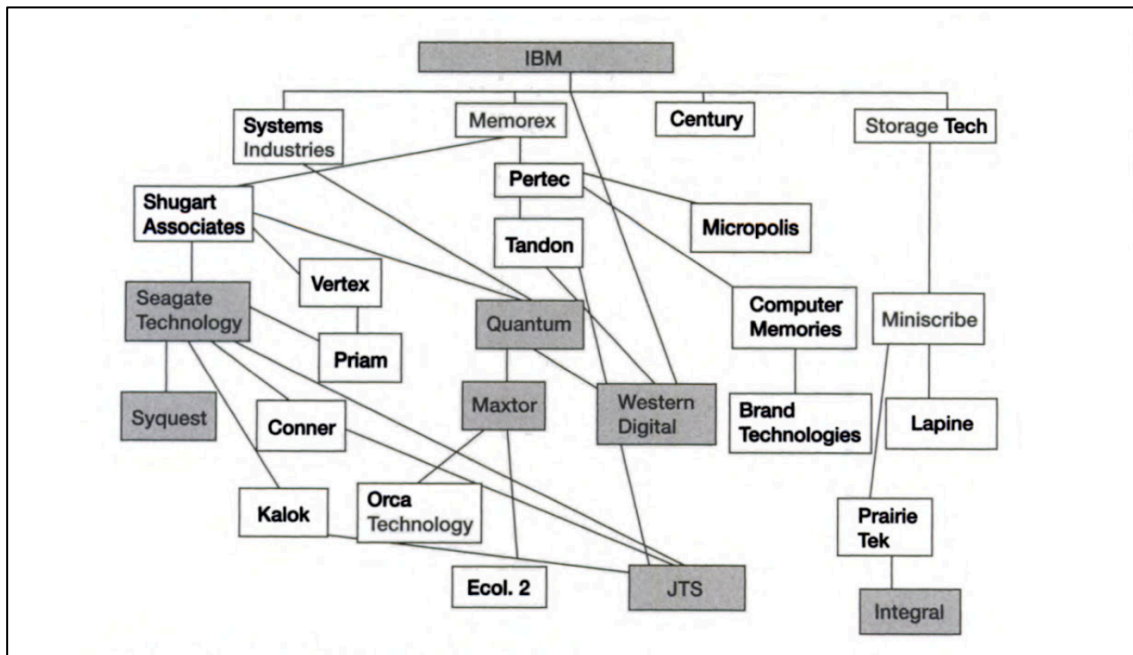 IBM
Systems
Industries
Memorex
Century
Storage Tech
Pertec
Shugart
Associates
Micropolis
Tandon
Vertex
Seagate
Technology
Quantum
Computer
Memories
Miniscribe
Priam
Syquest
Conner
Maxtor
Western
Digital
Brand
Technologies
Lapine
Kalok
Orca
Technology
Prairie
Tek
Ecol. 2
JTS
Integral